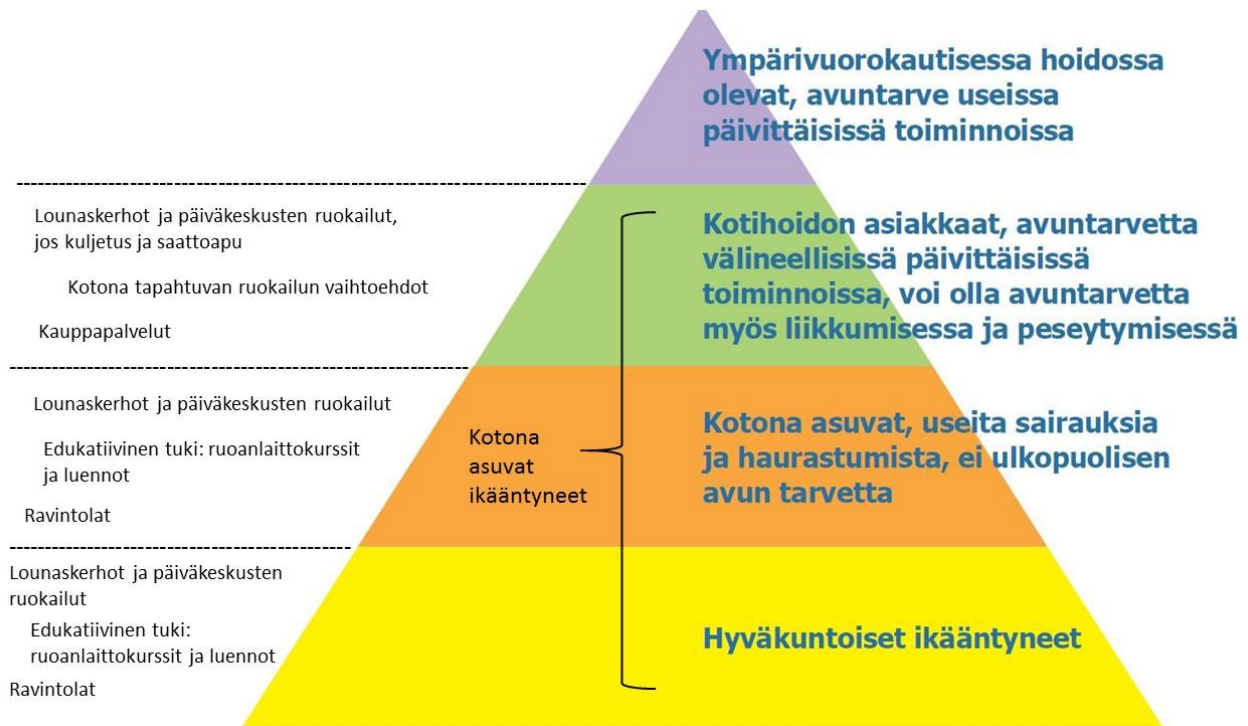 Ympärivuorokautisessa hoidossa
olevat, avuntarve useissa
päivittäisissä toiminnoissa
Lounaskerhot ja päiväkeskusten ruokailut,
jos kuljetus ja saattoapu
Kotona tapahtuvan ruokailun vaihtoehdot
Kauppapalvelut
Kotihoidon asiakkaat, avuntarvetta
välineellisissä päivittäisissä
toiminnoissa, voi olla avuntarvetta
myös liikkumisessa ja peseytymisessä
Lounaskerhot ja päiväkeskusten ruokailut
Edukatiivinen tuki: ruoanlaittokurssit
ja luennot
Ravintolat
Kotona
asuvat
ikääntyneet
Kotona asuvat, useita sairauksia
ja haurastumista, ei ulkopuolisen
avun tarvetta
Lounaskerhot ja päiväkeskusten
ruokailut
Edukatiivinen tuki:
ruoanlaittokurssit ja luennot
Ravintolat
Hyväkuntoiset ikääntyneet